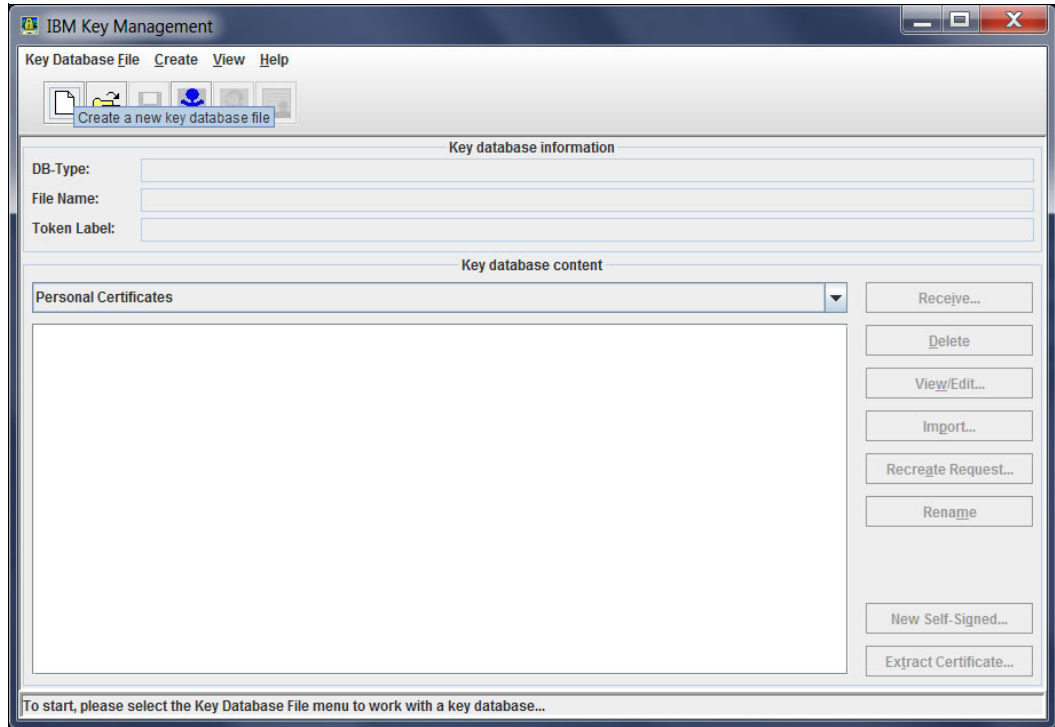 IBM Key Management
Key Database File Create View Help
Create a new key database file
Key database information
DB-Type:
File Name:
Token Label:
Key database content
Personal Certificates
Receive...
Delete
View/Edit...
Import...
Recreate Request...
Rename
New Self-Signed...
Extract Certificate...
To start, please select the Key Database File menu to work with a key database...